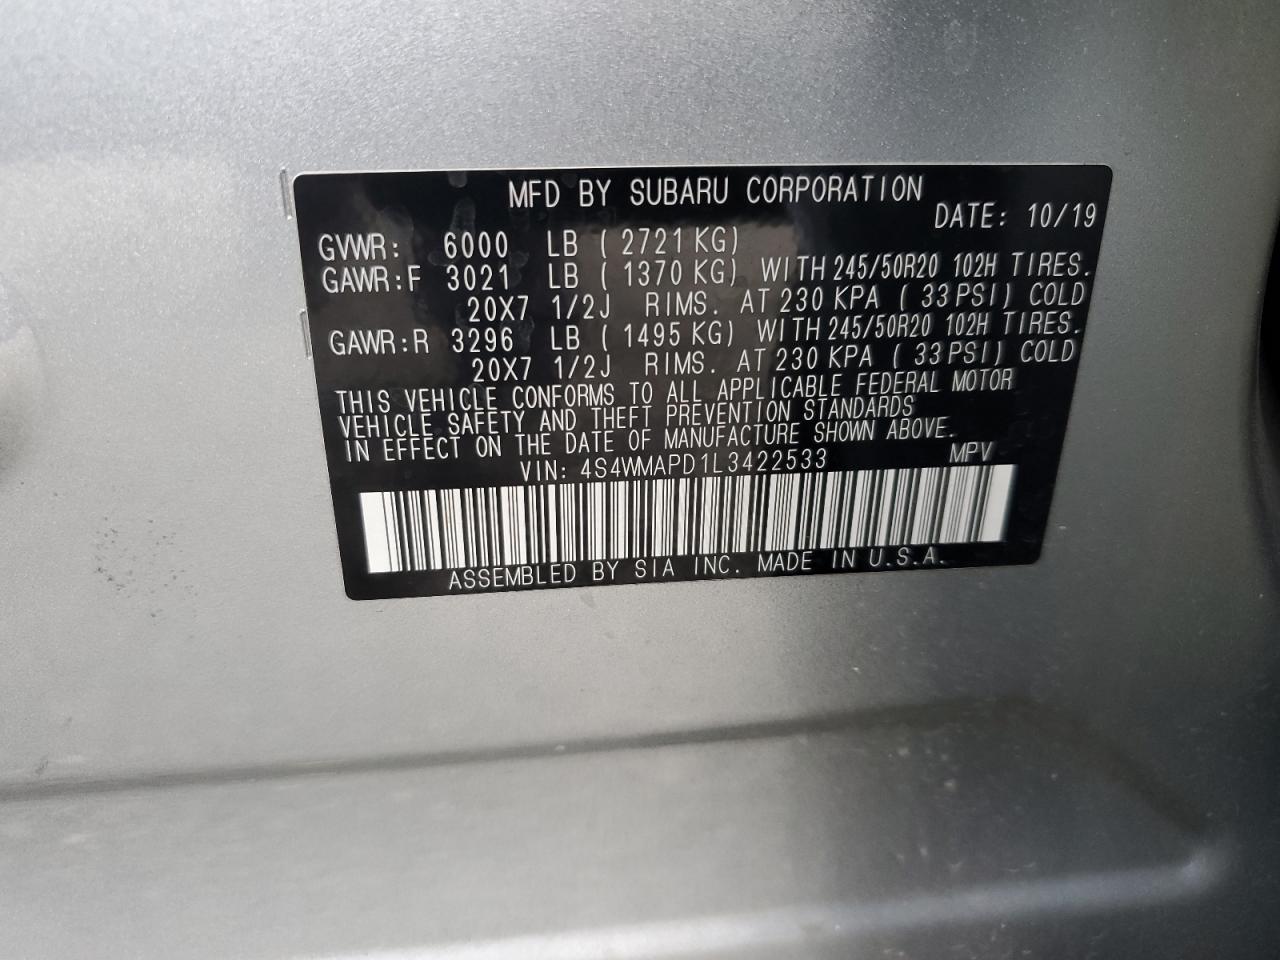 MFD BY SUBARU CORPORATION
DATE: 10/19
GVWR: 6000 LB ( 2721 KG)
GAWR:F 3021 LB ( 1370 KG) WITH 245/50R20 102H TIRES.
20X7 1/2J RIMS. AT 230 KPA ( 33 PSI) COLD
GAWR:R 3296 LB ( 1495 KG) WITH 245/50R20 102H TIRES.
20X7 1/2J RIMS. AT 230 KPA ( 33 PSI) COLD
THIS VEHICLE CONFORMS TO ALL APPLICABLE FEDERAL MOTOR
VEHICLE SAFETY AND THEFT PREVENTION STANDARDS
IN EFFECT ON THE DATE OF MANUFACTURE SHOWN ABOVE.
VIN: 4S4WMAPD1L3422533 MPV
ASSEMBLED BY SIA INC. MADE IN U.S.A.